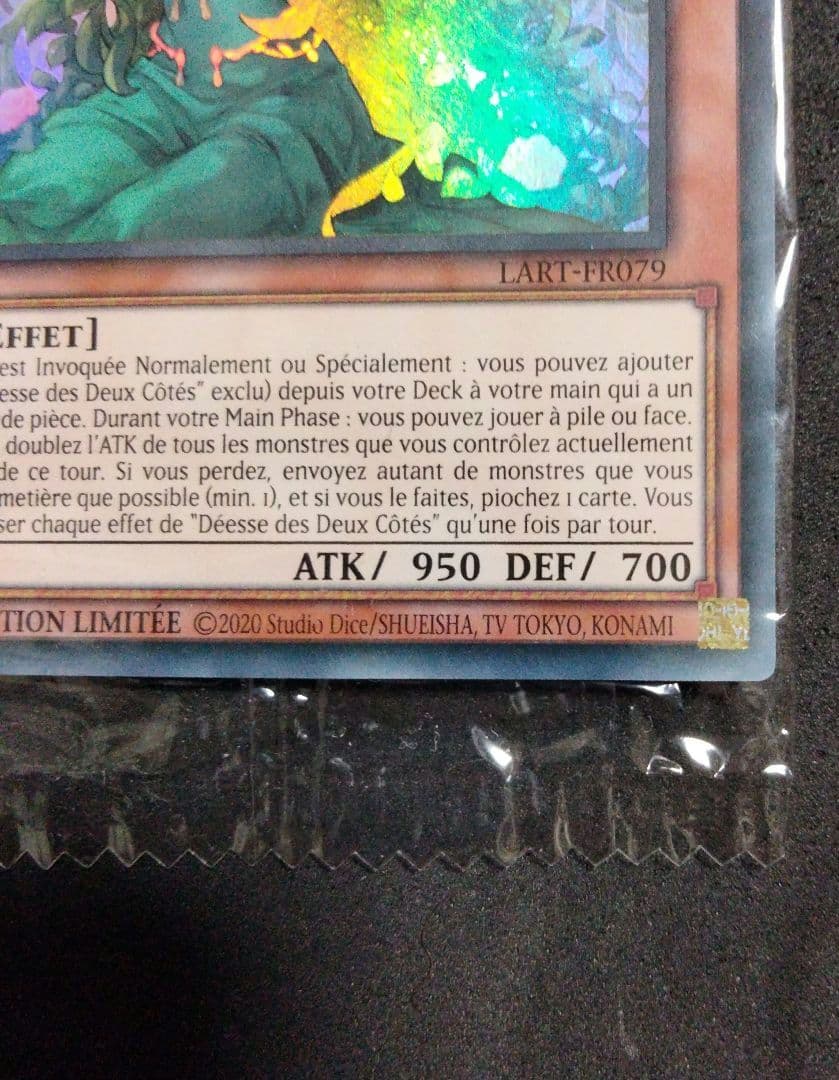 LART-FR079
EFFET]
est Invoquée Normalement ou Spécialement : vous pouvez ajouter
esse des Deux Côtés" exclu) depuis votre Deck à votre main qui a un
de pièce. Durant votre Main Phase : vous pouvez jouer à pile ou face.
doublez l'ATK de tous les monstres que vous contrôlez actuellement
de ce tour. Si vous perdez, envoyez autant de monstres que vous
metière que possible (min. 1), et si vous le faites, piochez 1 carte. Vous
ser chaque effet de "Déesse des Deux Côtés" qu'une fois par tour.
ATK/ 950 DEF/ 700
TION LIMITÉE ©2020 Studio Dice/SHUEISHA, TV TOKYO, KONAMI